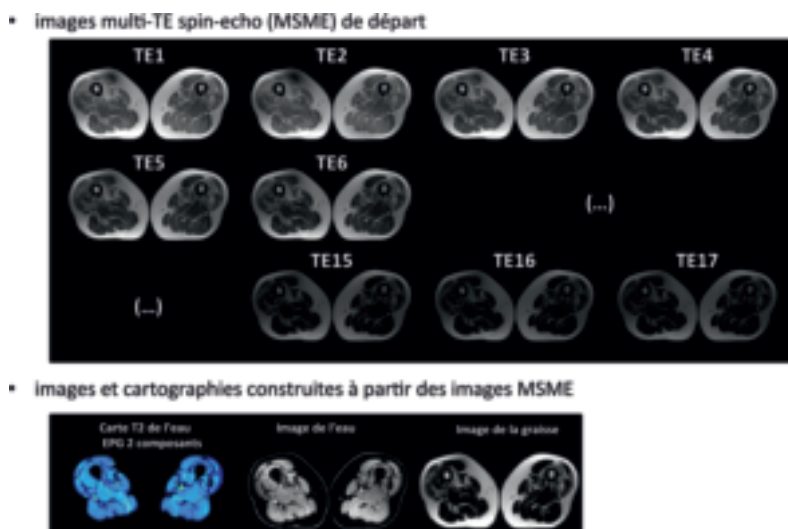 • images multi-TE spin-echo (MSME) de départ
TE1 TE2 TE3 TE4
TE5 TE6
(...)
TE15 TE16 TE17
(...)
• images et cartographies construites à partir des images MSME
Carte T2 de l'eau Image de l'eau Image de la graisse
EPG 2 composants